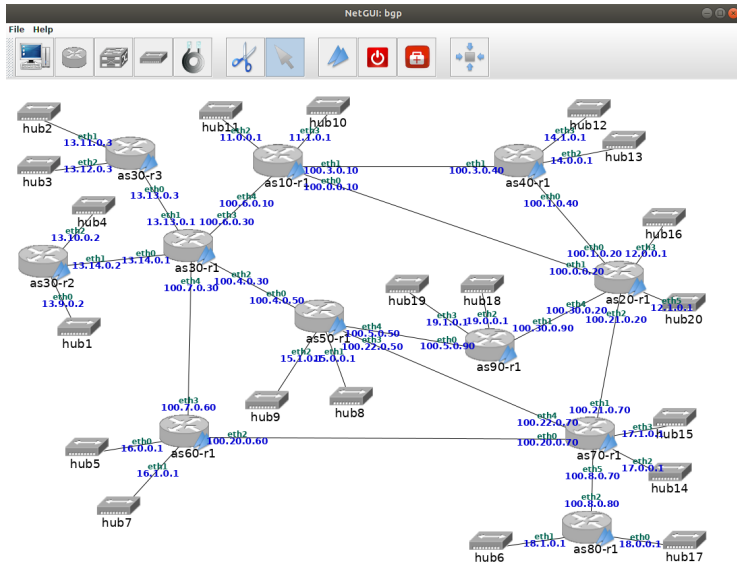 NetGUI: bgp
File Help
hub2
hub11
eth2
11.0.0.1
hub10
eth3
11.1.0.1
hub12
eth3
14.1.0.1
hub13
eth2
14.0.0.1
eth1
13.11.0.3
eth2
13.12.0.3
hub3
as30-r3
eth0
13.13.0.3
as10-r1
eth1
100.3.0.10
eth0
100.0.0.10
eth4
100.6.0.10
eth1
100.3.0.40
as40-r1
eth0
100.1.0.40
hub4
eth2
13.10.0.2
eth1
13.13.0.1
eth3
100.6.0.30
hub16
eth3
12.0.0.1
eth0
100.1.0.20
eth1
100.0.0.20
as30-r2
eth1
13.14.0.2
eth0
13.14.0.1
as30-r1
eth2
100.4.0.30
eth4
100.7.0.30
eth0
13.9.0.2
hub1
eth0
100.4.0.50
hub19
eth3
19.1.0.1
hub18
eth2
19.0.0.1
as20-r1
eth4
100.30.0.20
eth2
100.21.0.20
eth5
12.1.0.1
hub20
as50-r1
eth4
100.5.0.50
eth3
100.22.0.50
eth0
100.5.0.90
eth1
100.30.0.90
as90-r1
eth2
15.1.0.1
eth1
15.0.0.1
hub9
hub8
eth3
100.7.0.60
eth1
100.21.0.70
eth4
100.22.0.70
hub5
eth0
16.0.0.1
as60-r1
eth2
100.20.0.60
eth0
100.20.0.70
as70-r1
eth3
17.1.0.1
hub15
eth1
16.1.0.1
hub7
eth2
17.0.0.1
hub14
eth5
100.8.0.70
eth2
100.8.0.80
hub6
eth1
18.1.0.1
as80-r1
eth0
18.0.0.1
hub17